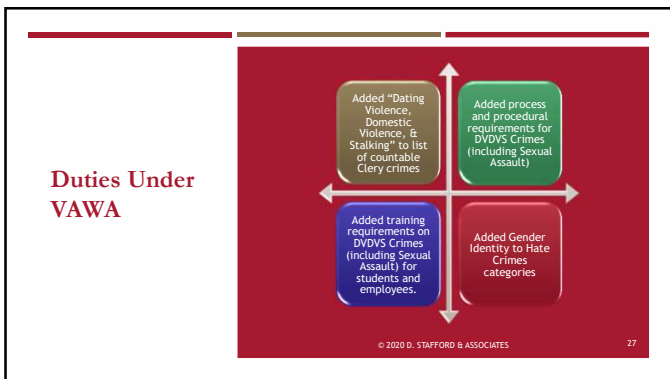 Duties Under
VAWA
Added "Dating
Violence,
Domestic
Violence, &
Stalking" to list
of countable
Clery crimes
Added process
and procedural
requirements for
DVDVS Crimes
(including Sexual
Assault)
Added training
requirements on
DVDVS Crimes
(including Sexual
Assault) for
students and
employees.
Added Gender
Identity to Hate
Crimes
categories
© 2020 D. STAFFORD & ASSOCIATES
27